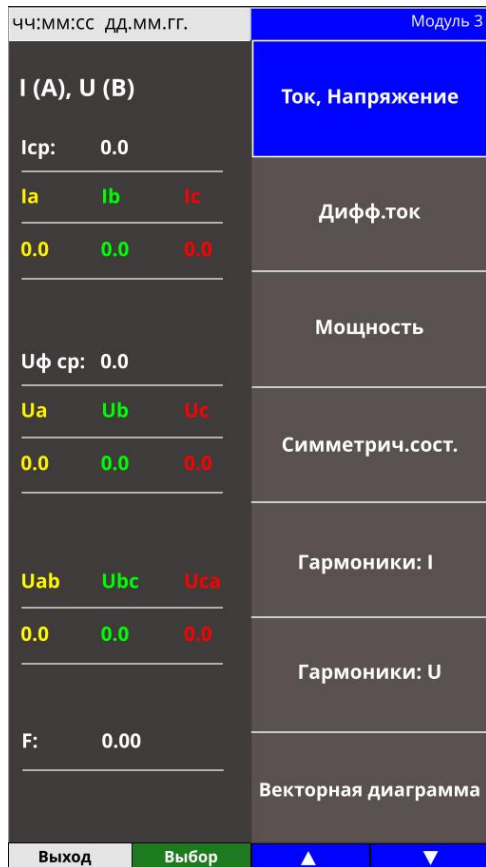 чч:мм:сс дд.мм.гг.
Модуль 3
I (A), U (B)
Iср: 0.0
Ia Ib Ic
0.0 0.0 0.0
Uф ср: 0.0
Ua Ub Uc
0.0 0.0 0.0
Uab Ubc Uca
0.0 0.0 0.0
F: 0.00
Ток, Напряжение
Дифф.ток
Мощность
Симметрич.сост.
Гармоники: I
Гармоники: U
Векторная диаграмма
Выход Выбор ▲ ▼